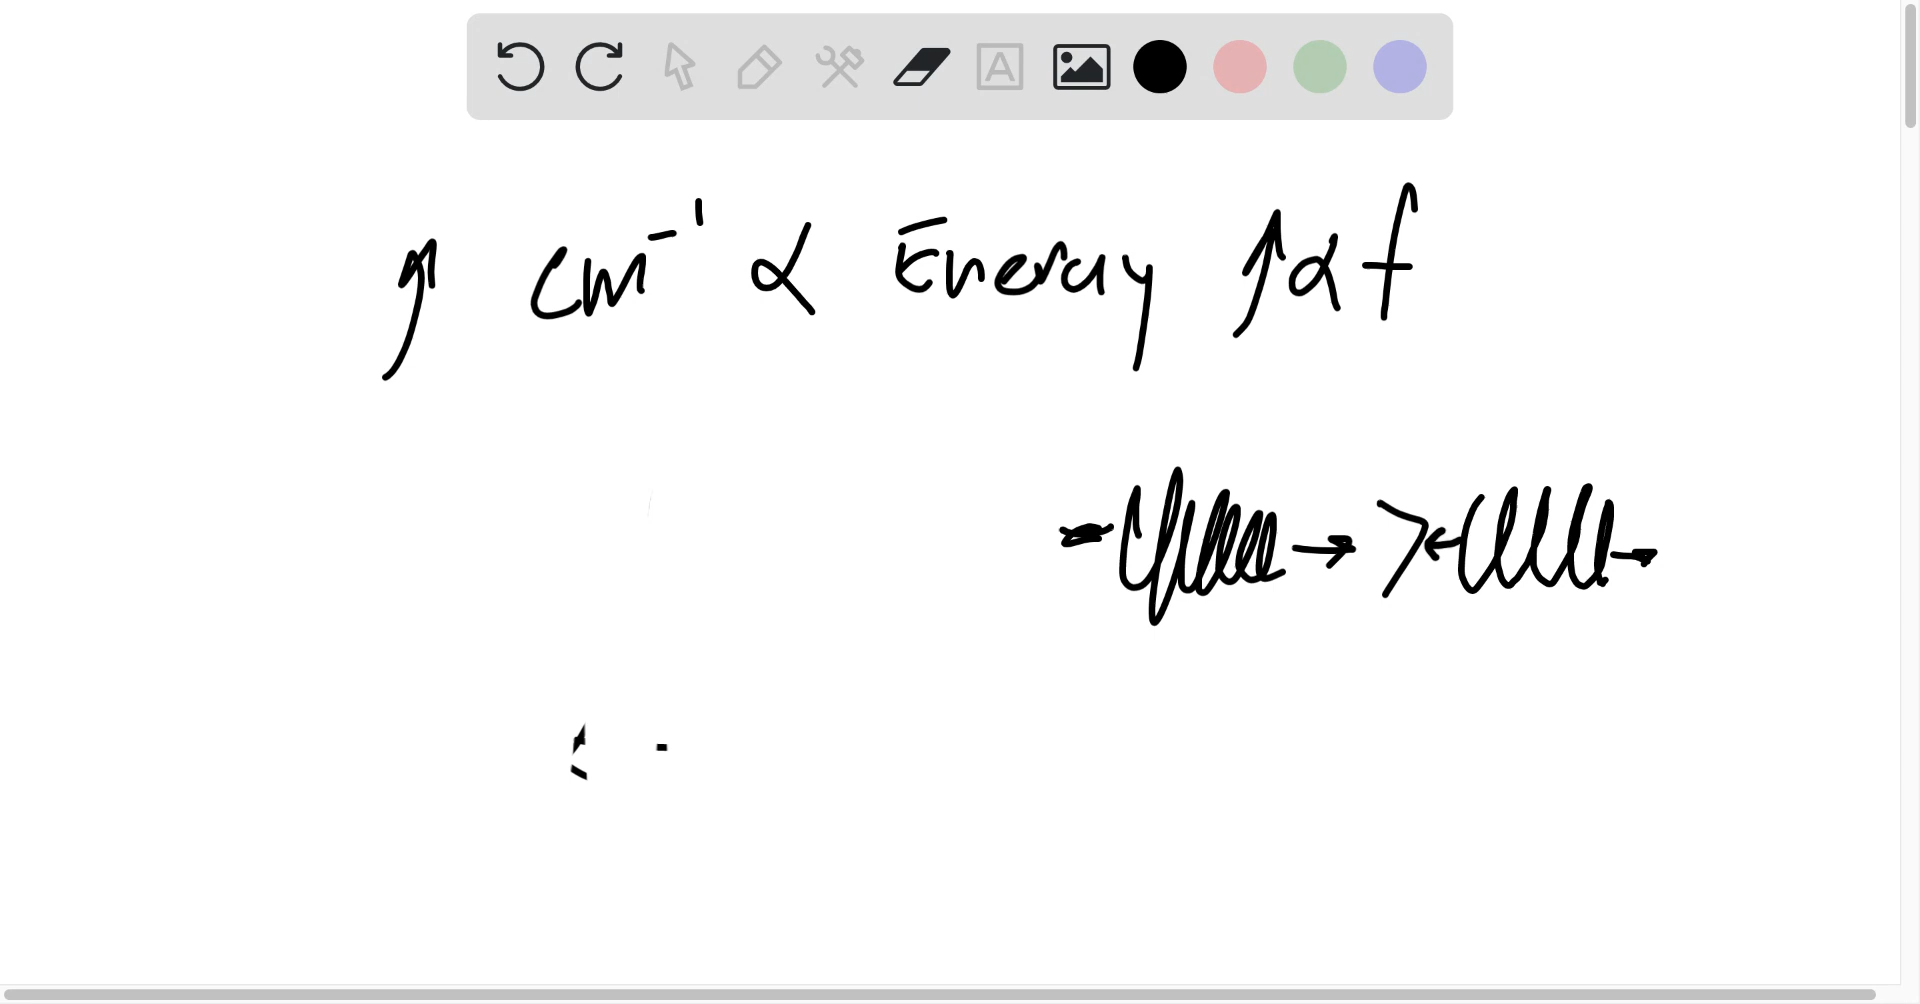 ↑ cm⁻¹ ∝ Energy ↑ ∝ f